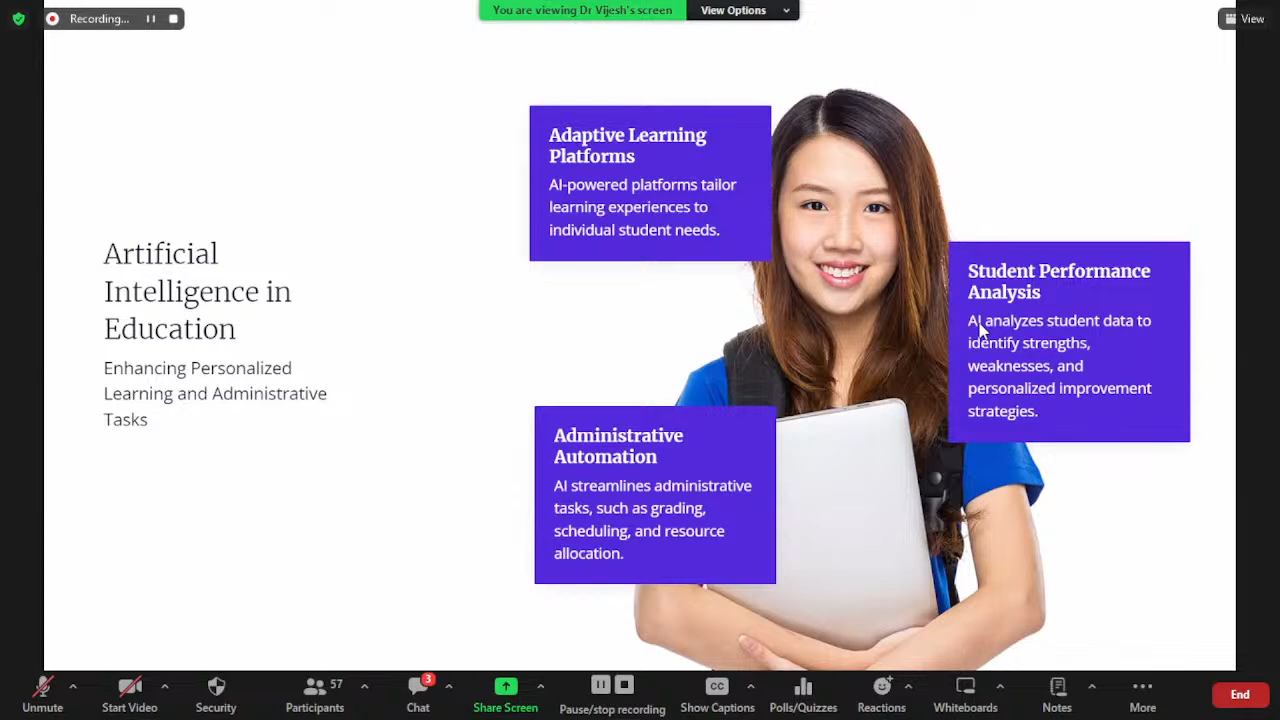 Recording...
You are viewing Dr Vijesh's screen
View Options
View
Artificial
Intelligence in
Education
Enhancing Personalized
Learning and Administrative
Tasks
Adaptive Learning
Platforms
AI-powered platforms tailor
learning experiences to
individual student needs.
Student Performance
Analysis
AI analyzes student data to
identify strengths,
weaknesses, and
personalized improvement
strategies.
Administrative
Automation
AI streamlines administrative
tasks, such as grading,
scheduling, and resource
allocation.
Unmute
Start Video
Security
57
Participants
3
Chat
Share Screen
Pause/stop recording
CC
Show Captions
Polls/Quizzes
Reactions
Whiteboards
Notes
More
End